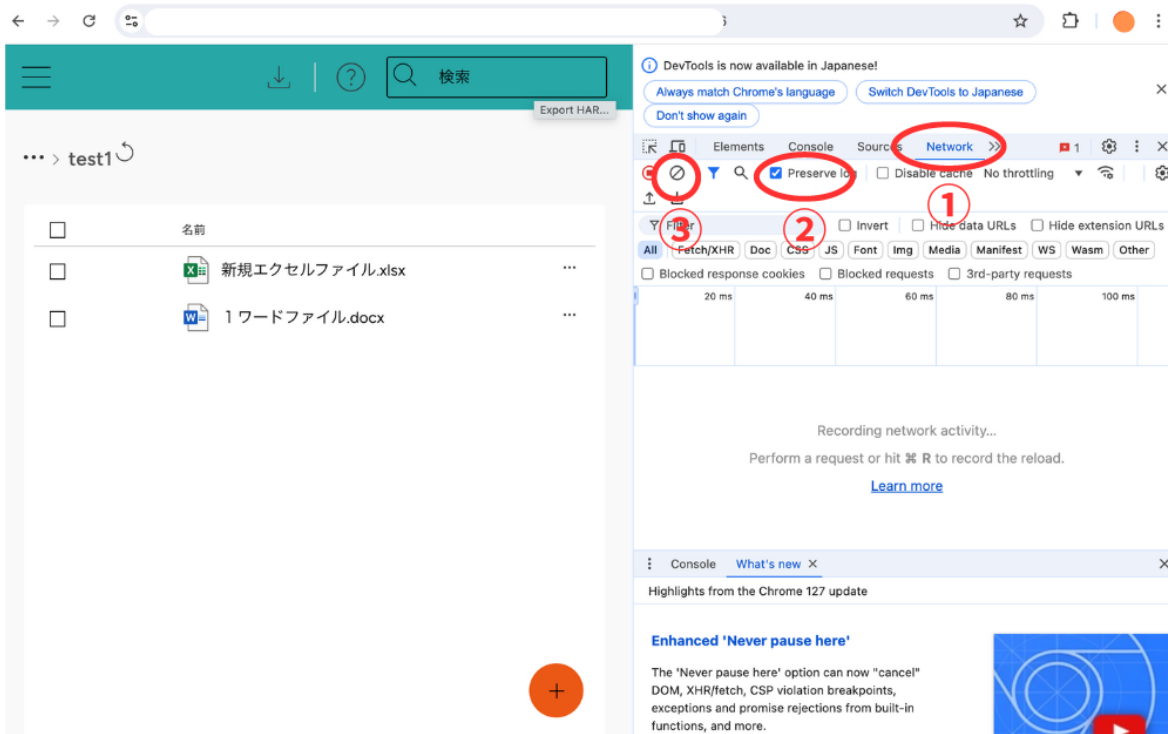 検索
Export HAR...
... > test1
名前
新規エクセルファイル.xlsx
...
1ワードファイル.docx
...
+
DevTools is now available in Japanese!
Always match Chrome's language
Switch DevTools to Japanese
Don't show again
Elements Console Sources Network >> 1
Preserve log Disable cache No throttling
① ② ③
Filter Invert Hide data URLs Hide extension URLs
All Fetch/XHR Doc CSS JS Font Img Media Manifest WS Wasm Other
Blocked response cookies Blocked requests 3rd-party requests
20 ms 40 ms 60 ms 80 ms 100 ms
Recording network activity...
Perform a request or hit ⌘ R to record the reload.
Learn more
Console What's new ×
Highlights from the Chrome 127 update
Enhanced 'Never pause here'
The 'Never pause here' option can now "cancel"
DOM, XHR/fetch, CSP violation breakpoints,
exceptions and promise rejections from built-in
functions, and more.